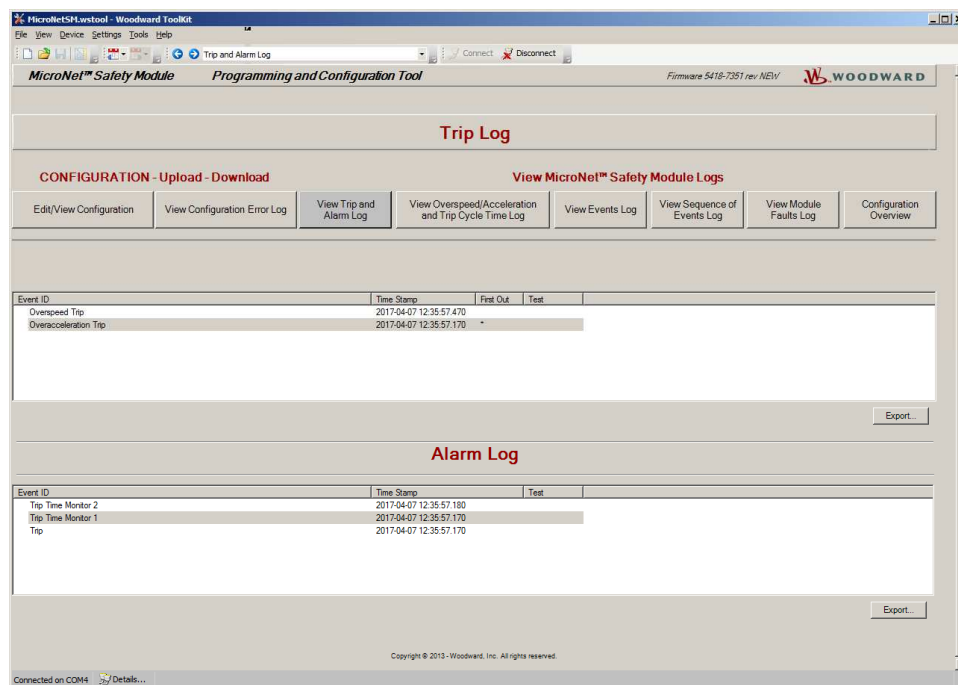 MicroNetSM.wstool - Woodward ToolKit
File View Device Settings Tools Help
Trip and Alarm Log Connect Disconnect
MicroNet™ Safety Module Programming and Configuration Tool Firmware 5418-7351 rev NEW WOODWARD
Trip Log
CONFIGURATION - Upload - Download View MicroNet™ Safety Module Logs
Edit/View Configuration View Configuration Error Log View Trip and Alarm Log View Overspeed/Acceleration and Trip Cycle Time Log View Events Log View Sequence of Events Log View Module Faults Log Configuration Overview
Event ID Time Stamp First Out Test
Overspeed Trip 2017-04-07 12:35:57.470
Overacceleration Trip 2017-04-07 12:35:57.170 *
Export...
Alarm Log
Event ID Time Stamp Test
Trip Time Monitor 2 2017-04-07 12:35:57.180
Trip Time Monitor 1 2017-04-07 12:35:57.170
Trip 2017-04-07 12:35:57.170
Export...
Copyright © 2013 - Woodward, Inc. All rights reserved.
Connected on COM4 Details...